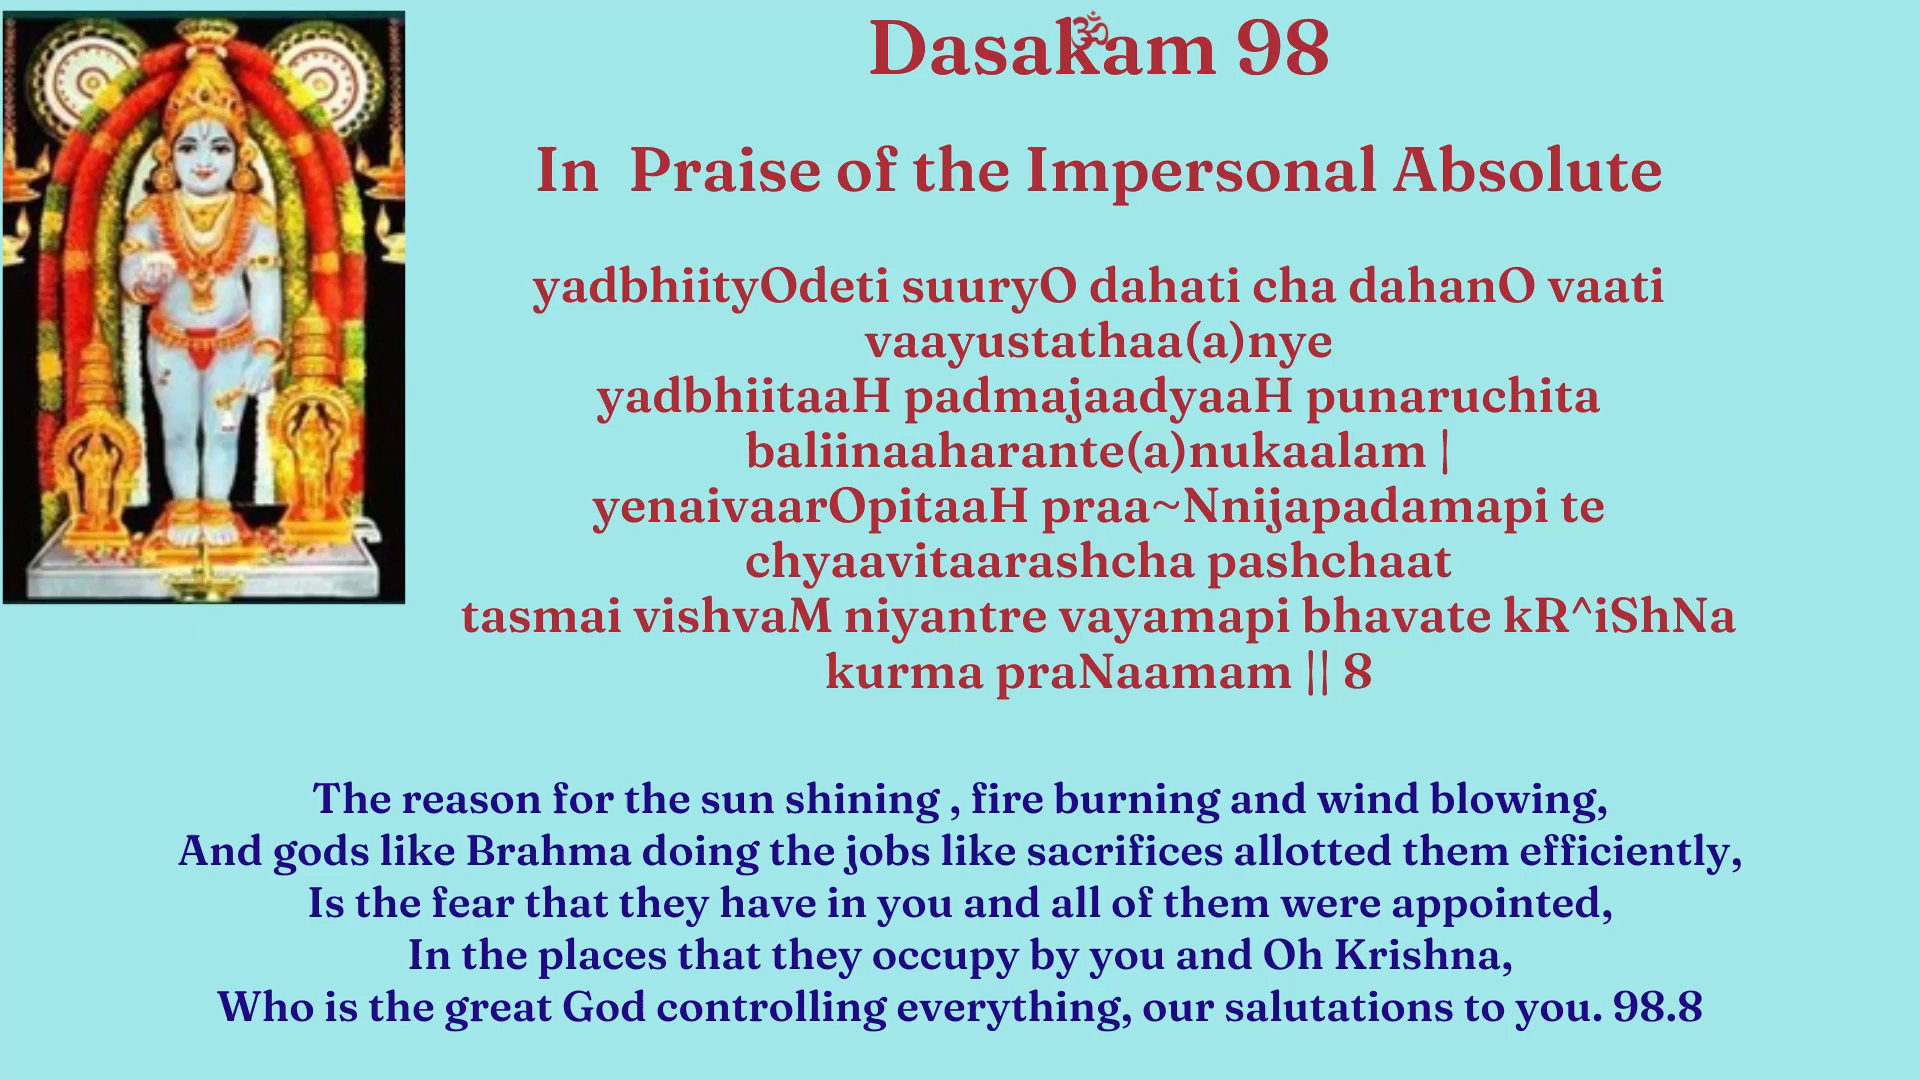 ॐ
Dasakam 98
In Praise of the Impersonal Absolute
yadbhiityOdeti suuryO dahati cha dahanO vaati
vaayustathaa(a)nye
yadbhiitaaH padmajaadyaaH punaruchita
baliinaaharante(a)nukaalam |
yenaivaarOpitaaH praa~Nnijapadamapi te
chyaavitaarashcha pashchaat
tasmai vishvaM niyantre vayamapi bhavate kR^iShNa
kurma praNaamam || 8
The reason for the sun shining , fire burning and wind blowing,
And gods like Brahma doing the jobs like sacrifices allotted them efficiently,
Is the fear that they have in you and all of them were appointed,
In the places that they occupy by you and Oh Krishna,
Who is the great God controlling everything, our salutations to you. 98.8